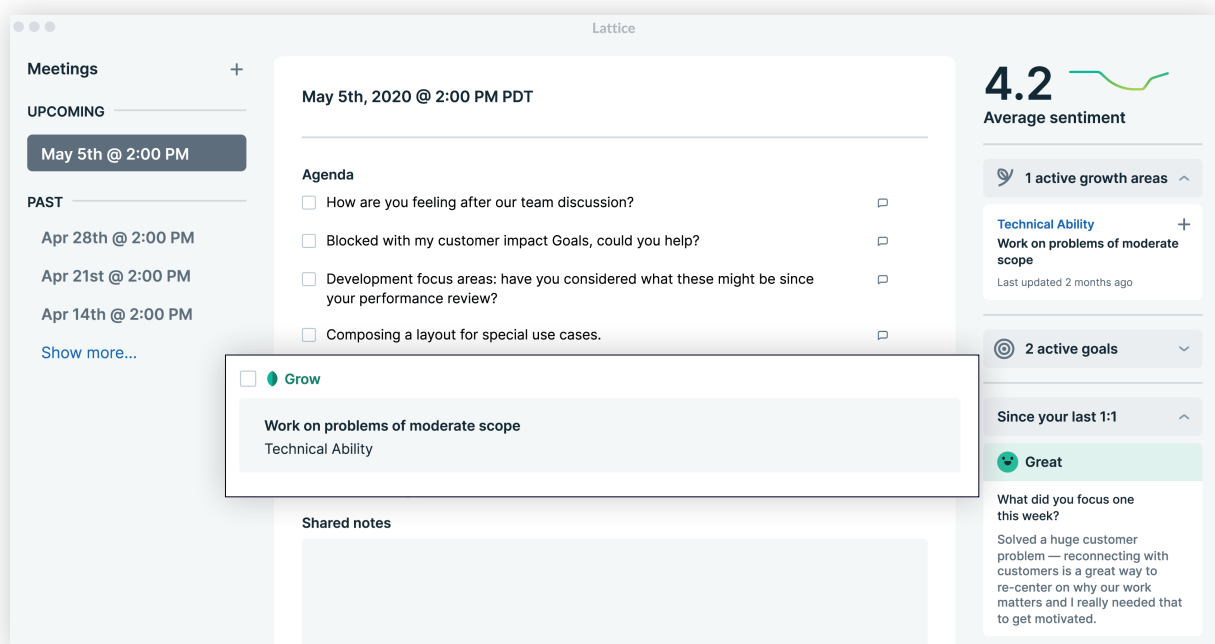 Lattice
Meetings
UPCOMING
May 5th @ 2:00 PM
PAST
Apr 28th @ 2:00 PM
Apr 21st @ 2:00 PM
Apr 14th @ 2:00 PM
Show more...
May 5th, 2020 @ 2:00 PM PDT
Agenda
How are you feeling after our team discussion?
Blocked with my customer impact Goals, could you help?
Development focus areas: have you considered what these might be since
your performance review?
Composing a layout for special use cases.
Grow
Work on problems of moderate scope
Technical Ability
Shared notes
4.2
Average sentiment
1 active growth areas
Technical Ability
Work on problems of moderate
scope
Last updated 2 months ago
2 active goals
Since your last 1:1
Great
What did you focus one
this week?
Solved a huge customer
problem — reconnecting with
customers is a great way to
re-center on why our work
matters and I really needed that
to get motivated.